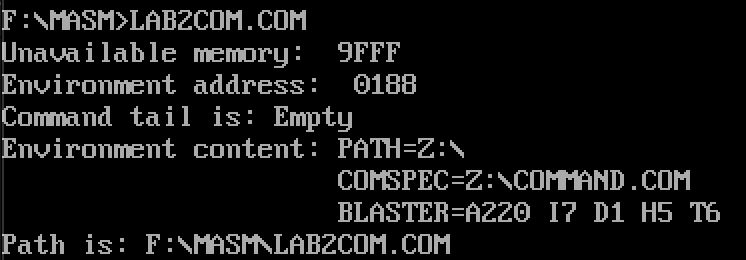 F:\MASM>LAB2COM.COM
Unavailable memory:  9FFF
Environment address:  0188
Command tail is: Empty
Environment content: PATH=Z:\
                     COMSPEC=Z:\COMMAND.COM
                     BLASTER=A220 I7 D1 H5 T6
Path is: F:\MASM\LAB2COM.COM